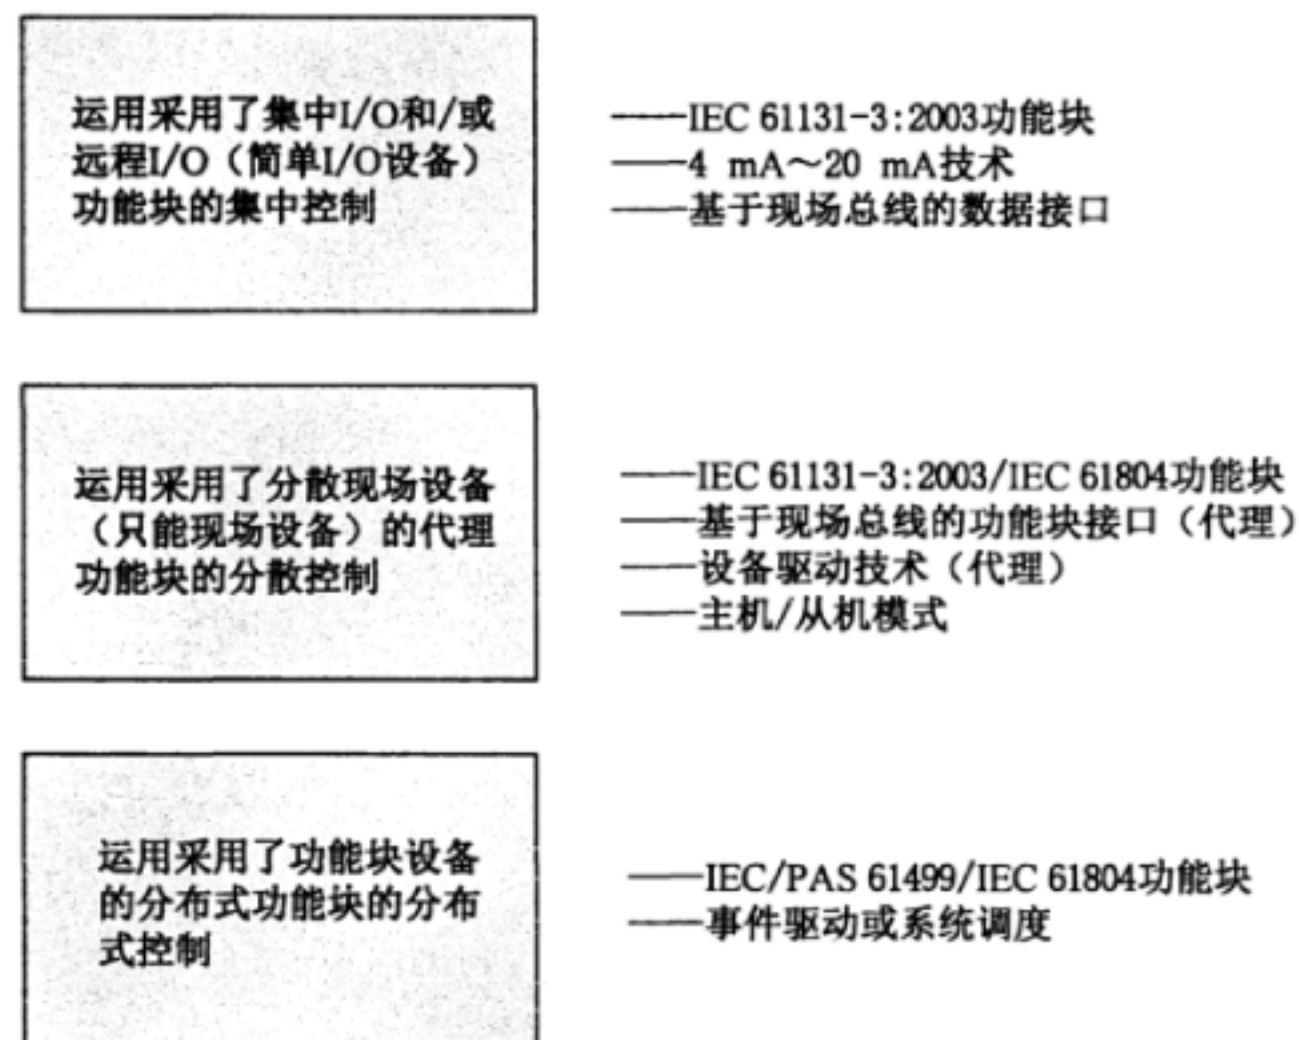 运用采用了集中I/O和/或
远程I/O（简单I/O设备）
功能块的集中控制
——IEC 61131-3:2003功能块
——4 mA～20 mA技术
——基于现场总线的数据接口
运用采用了分散现场设备
（只能现场设备）的代理
功能块的分散控制
——IEC 61131-3:2003/IEC 61804功能块
——基于现场总线的功能块接口（代理）
——设备驱动技术（代理）
——主机/从机模式
运用采用了功能块设备
的分布式功能块的分布
式控制
——IEC/PAS 61499/IEC 61804功能块
——事件驱动或系统调度